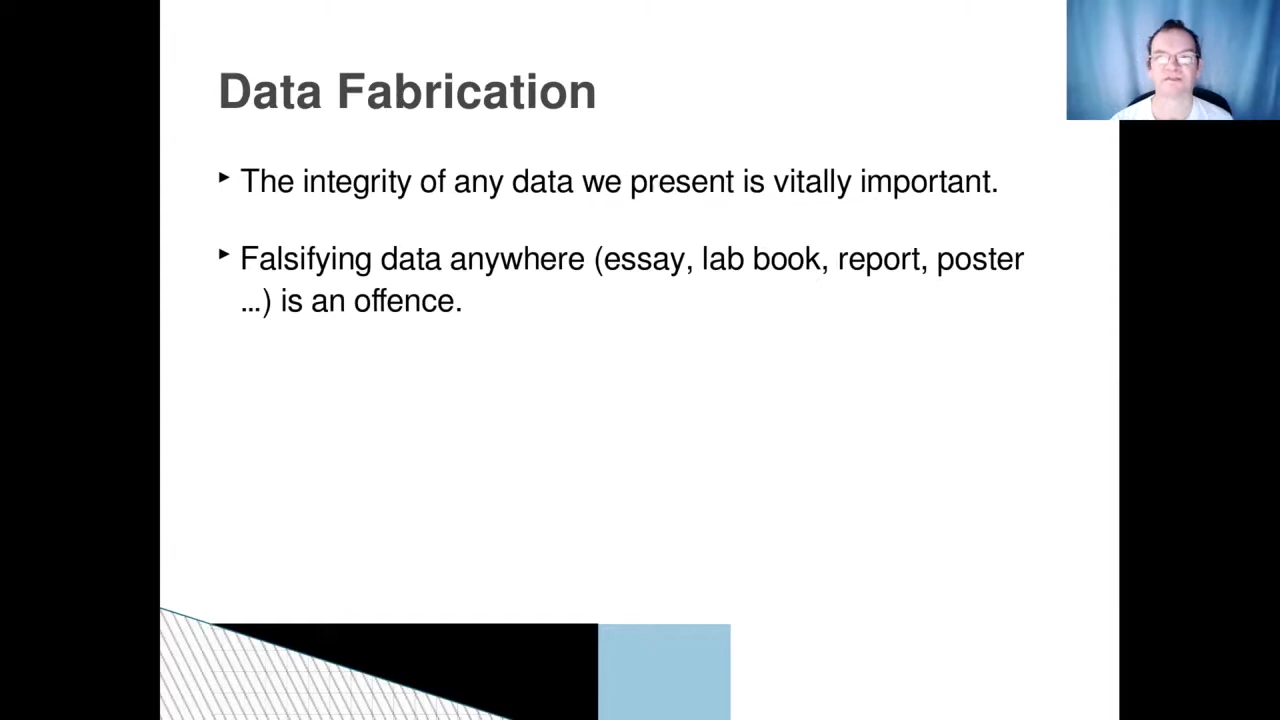 Data Fabrication
‣ The integrity of any data we present is vitally important.
‣ Falsifying data anywhere (essay, lab book, report, poster
...) is an offence.